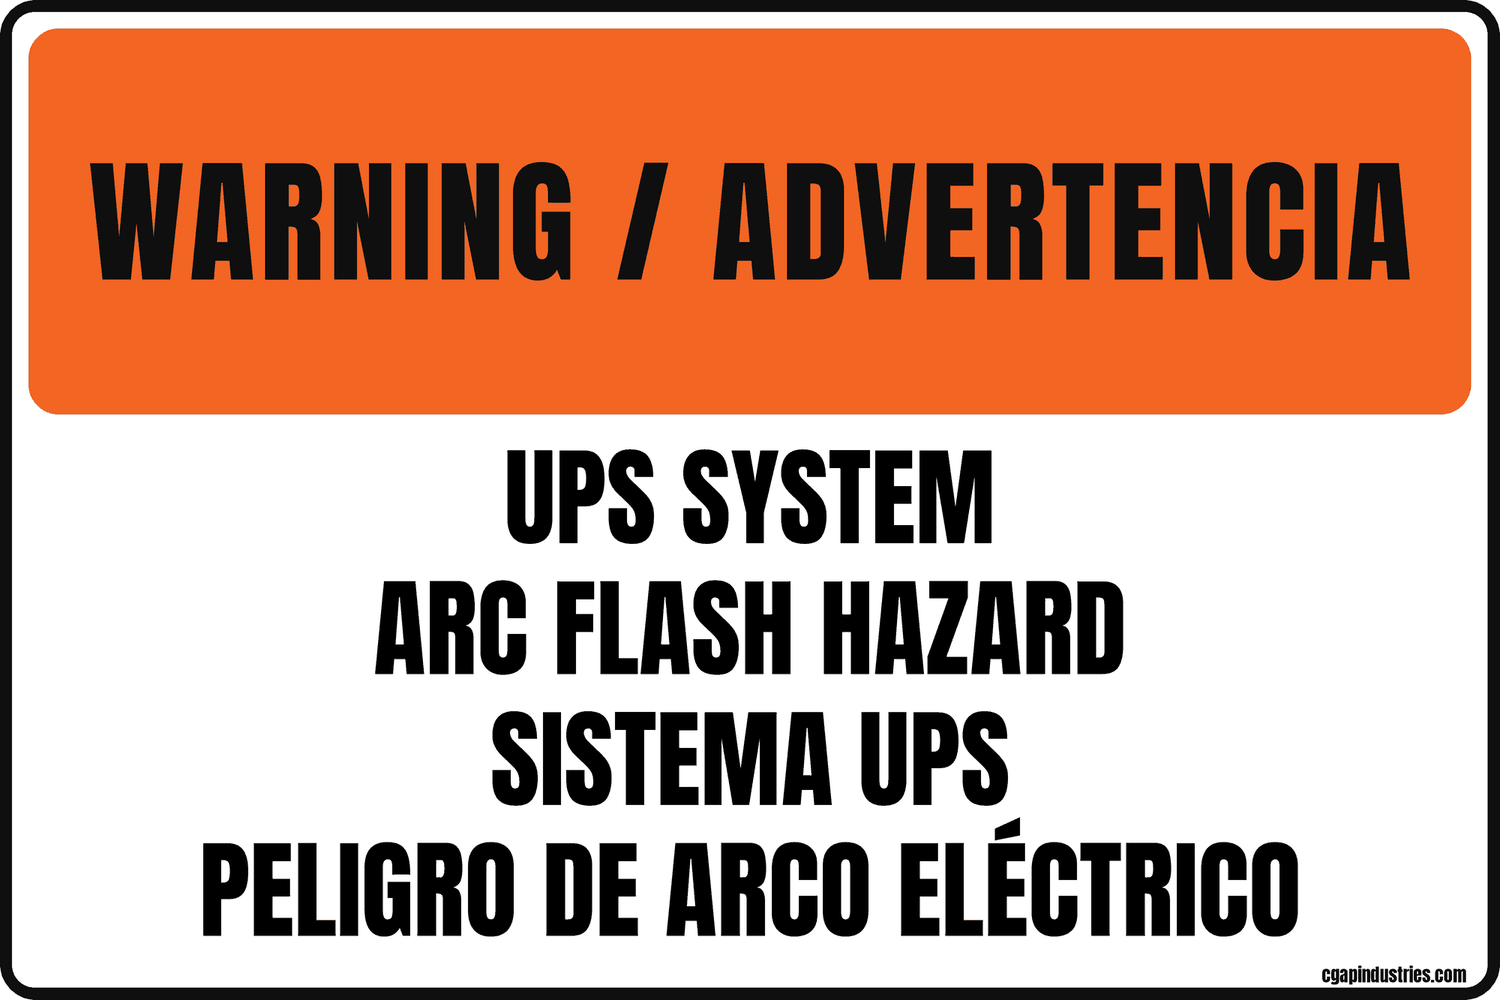 WARNING / ADVERTENCIA
UPS SYSTEM
ARC FLASH HAZARD
SISTEMA UPS
PELIGRO DE ARCO ELÉCTRICO
cgapindustries.com